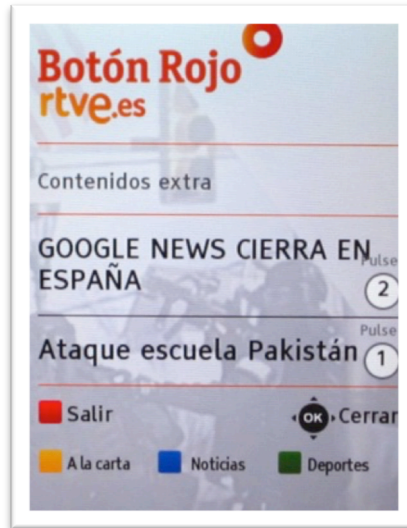 Botón Rojo
rtve.es
Contenidos extra
GOOGLE NEWS CIERRA EN
ESPAÑA
Pulse
2
Ataque escuela Pakistán
Pulse
1
Salir
OK Cerrar
A la carta Noticias Deportes